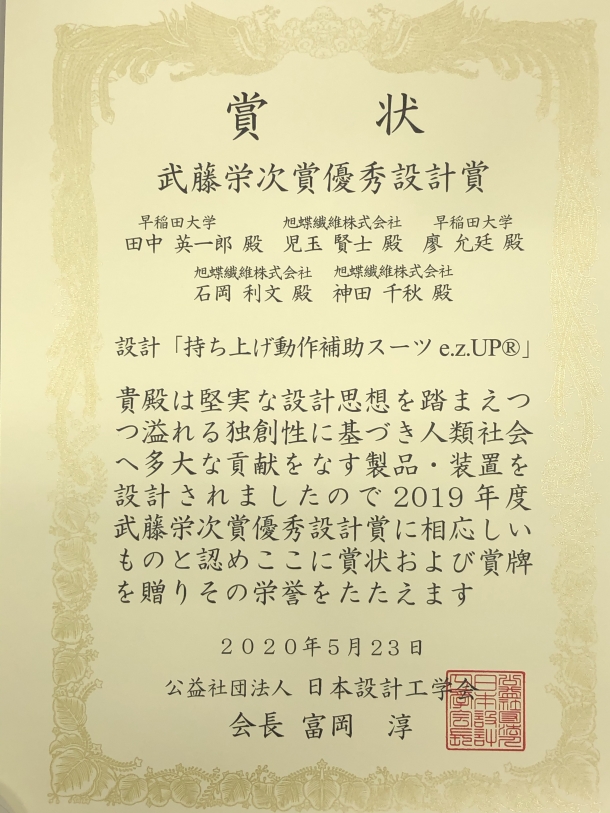 賞 状
武藤栄次賞優秀設計賞
早稲田大学 旭蝶繊維株式会社 早稲田大学
田中 英一郎 殿 児玉 賢士 殿 廖 允廷 殿
旭蝶繊維株式会社 旭蝶繊維株式会社
石岡 利文 殿 神田 千秋 殿
設計「持ち上げ動作補助スーツ e.z.UP®」
貴殿は堅実な設計思想を踏まえつ
つ溢れる独創性に基づき人類社会
へ多大な貢献をなす製品・装置を
設計されましたので 2019 年度
武藤栄次賞優秀設計賞に相応しい
ものと認めここに賞状および賞牌
を贈りその栄誉をたたえます
2020年5月23日
公益社団法人 日本設計工学会
会長 富岡 淳